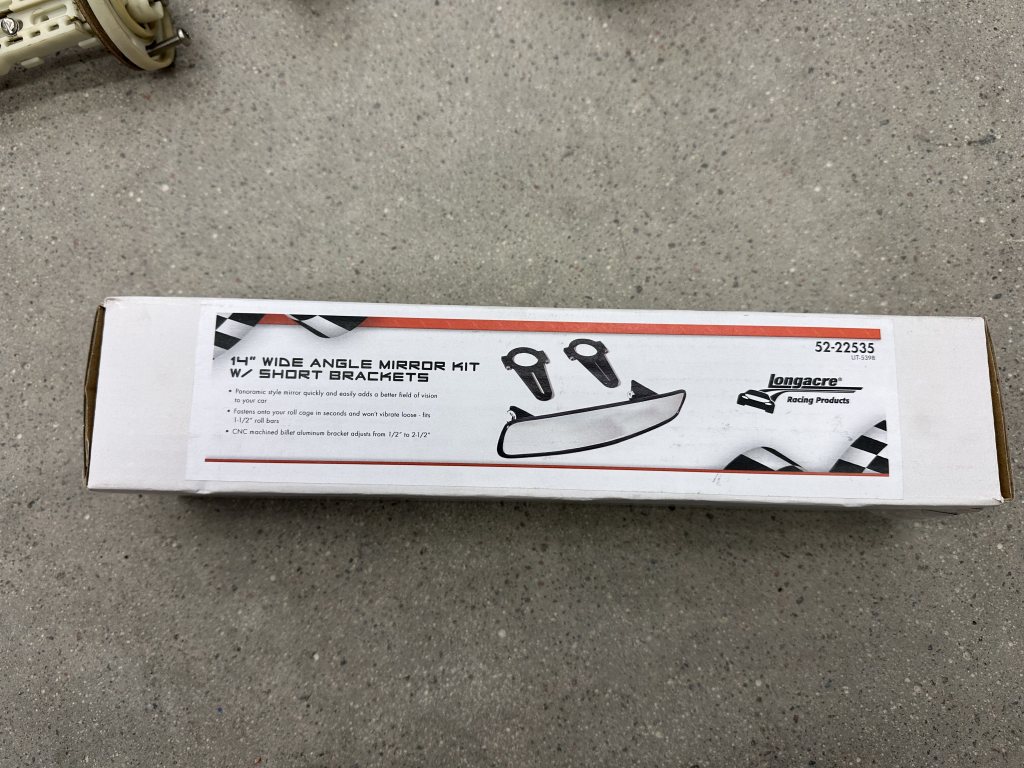 14" WIDE ANGLE MIRROR KIT
W/ SHORT BRACKETS
• Panoramic style mirror quickly and easily adds a better field of vision
to your car
• Fastens onto your roll cage in seconds and won't vibrate loose - fits
1-1/2" roll bars
• CNC machined billet aluminum bracket adjusts from 1/2" to 2-1/2"
52-22535
LIT-5398
longacre®
Racing Products